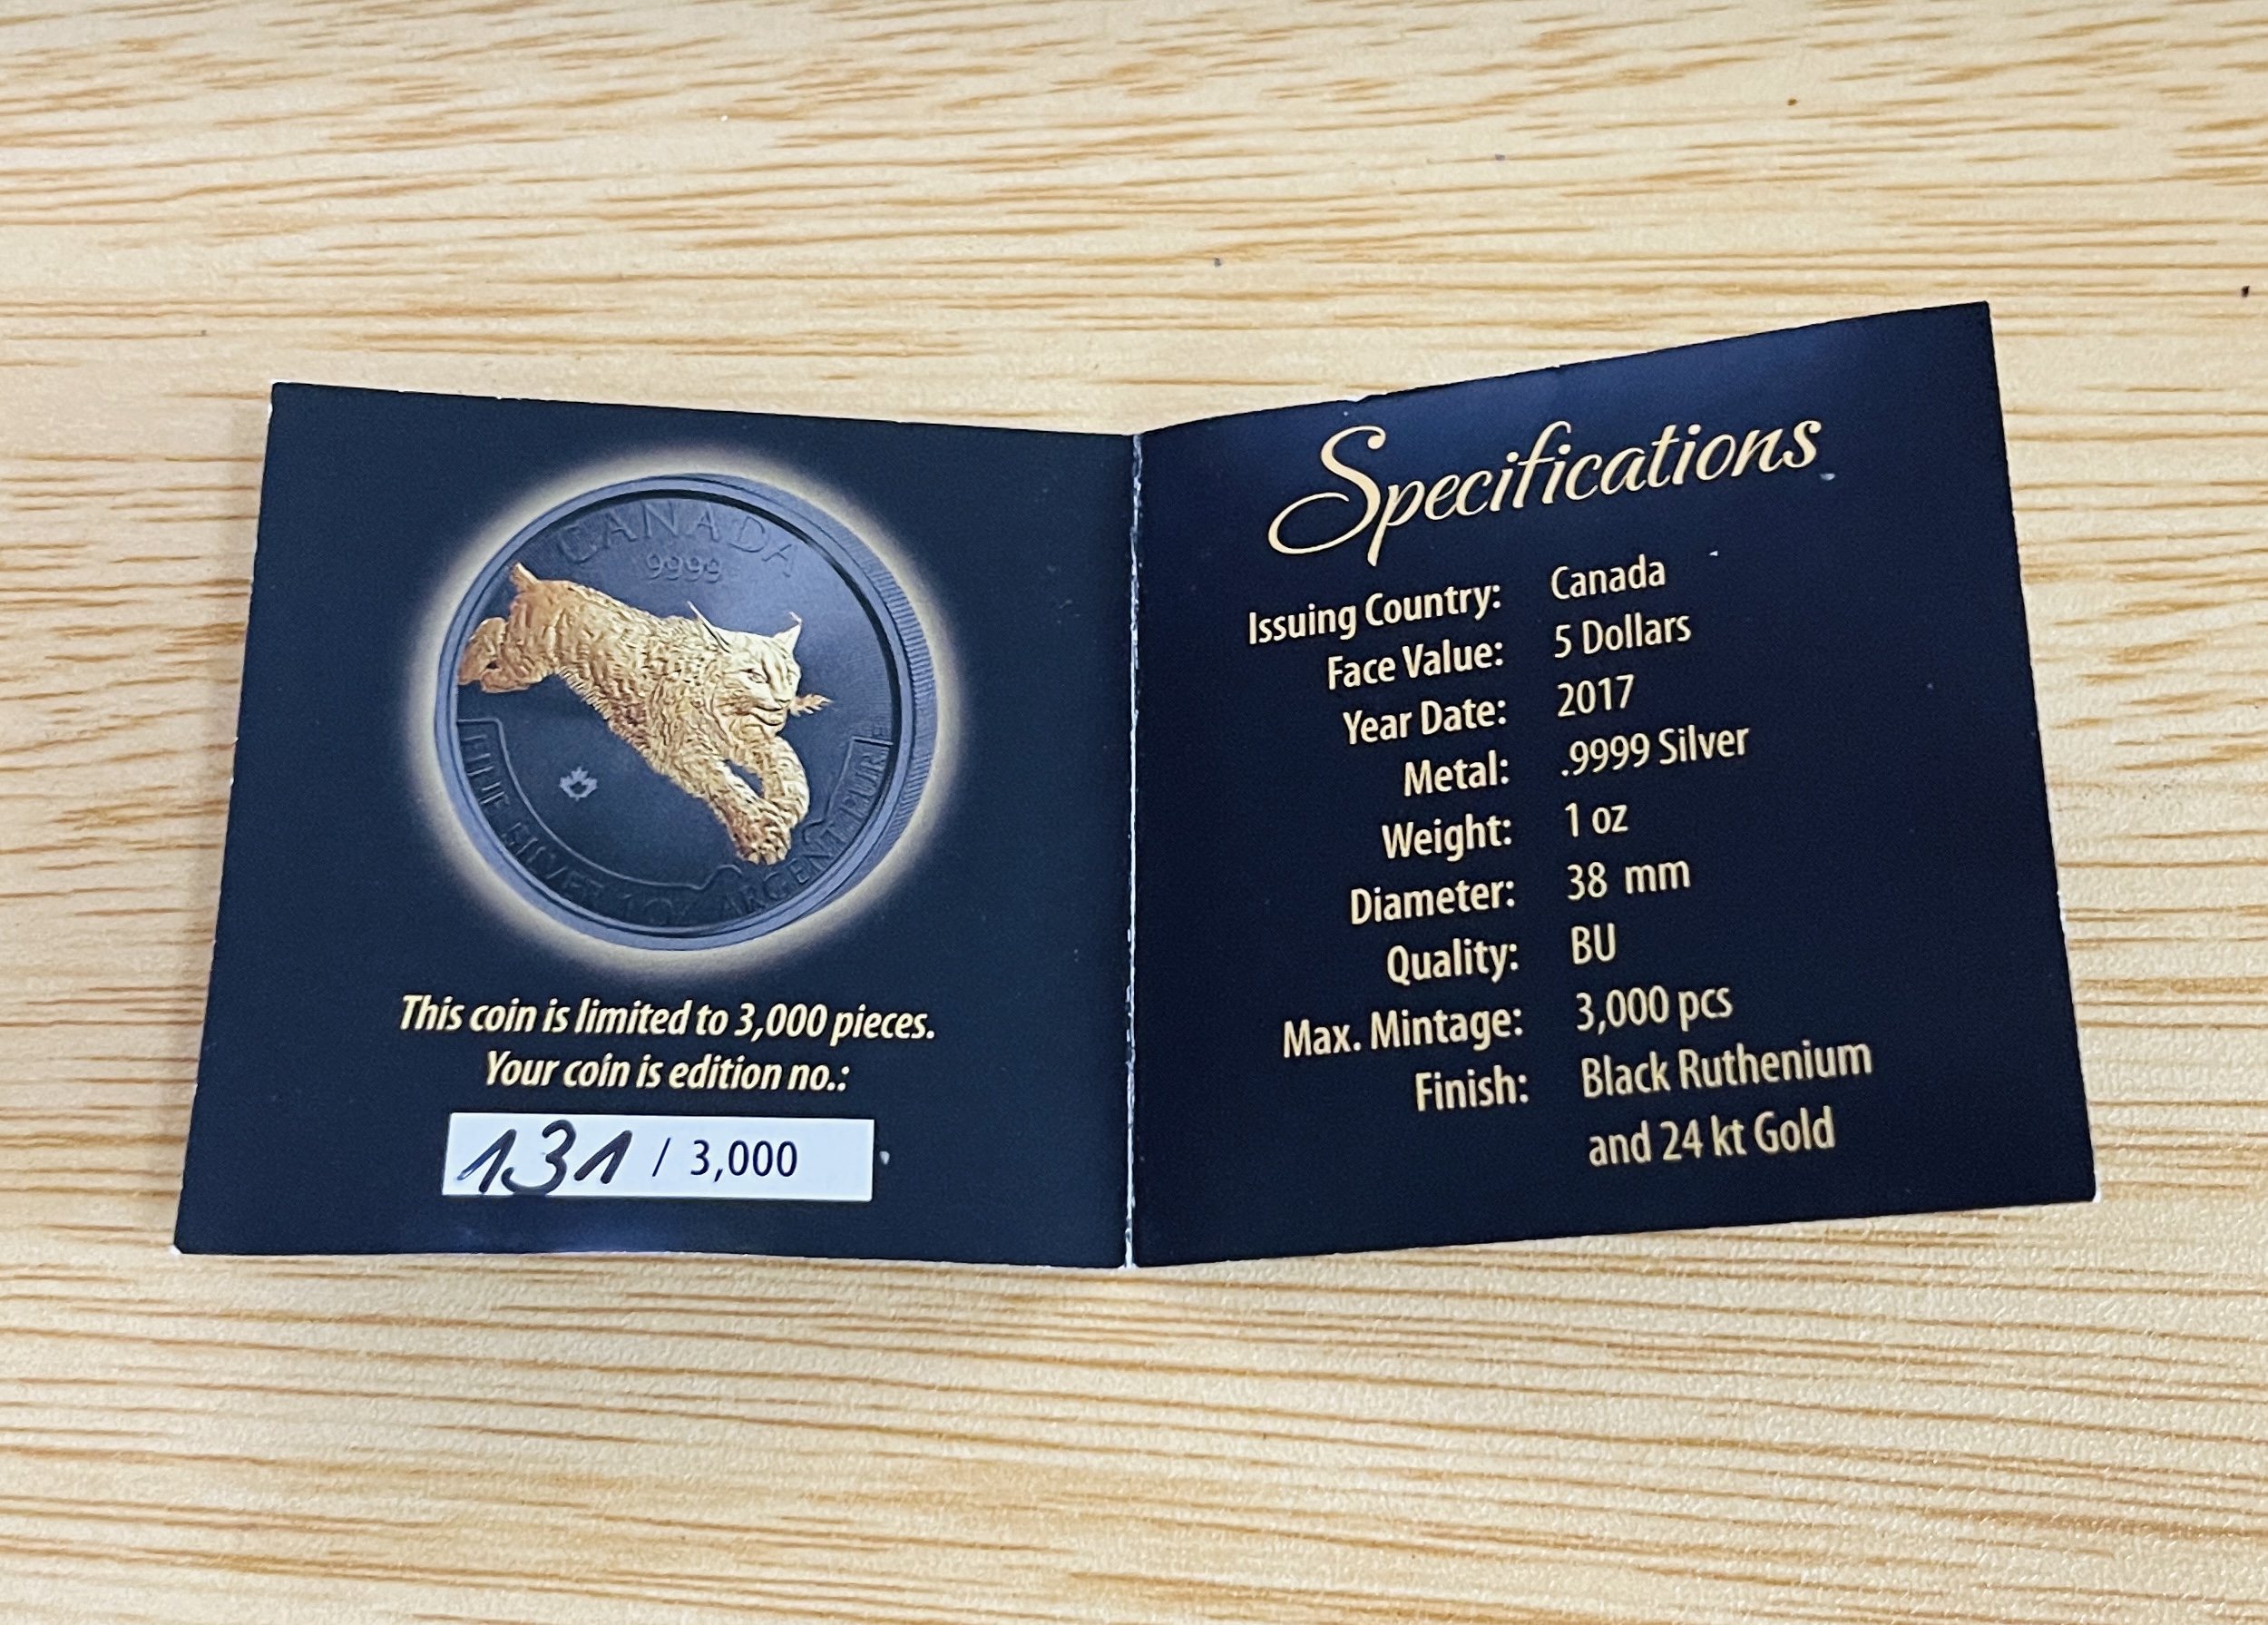 CANADA
9999
FINE SILVER 1 OZ ARGENT PUR
This coin is limited to 3,000 pieces.
Your coin is edition no.:
131 / 3,000
Specifications
Issuing Country: Canada
Face Value: 5 Dollars
Year Date: 2017
Metal: .9999 Silver
Weight: 1 oz
Diameter: 38 mm
Quality: BU
Max. Mintage: 3,000 pcs
Finish: Black Ruthenium
and 24 kt Gold